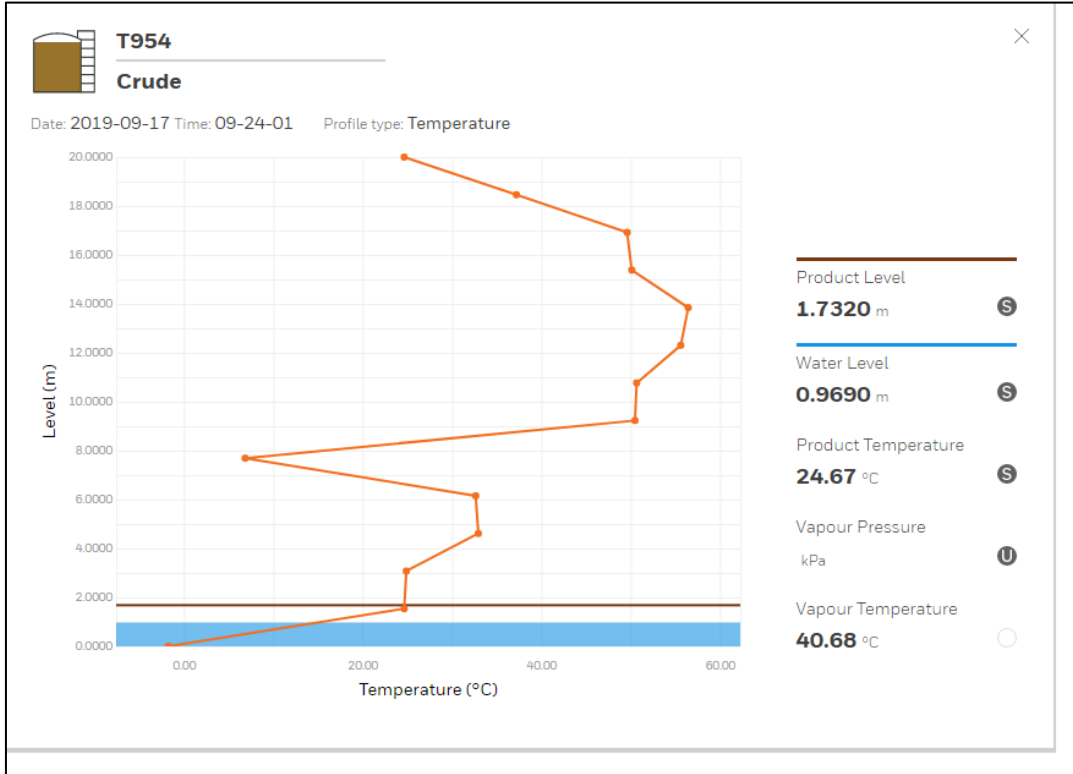 T954
Crude
Date: 2019-09-17 Time: 09-24-01 Profile type: Temperature
20.0000
18.0000
16.0000
14.0000
12.0000
10.0000
8.0000
6.0000
4.0000
2.0000
0.0000
Level (m)
0.00 20.00 40.00 60.00
Temperature (°C)
Product Level
1.7320 m S
Water Level
0.9690 m S
Product Temperature
24.67 °C S
Vapour Pressure
kPa U
Vapour Temperature
40.68 °C